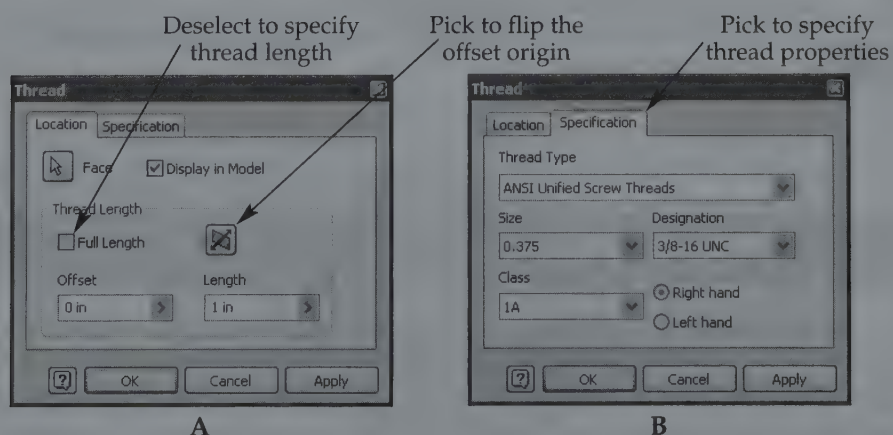 Deselect to specify
thread length
Pick to flip the
offset origin
Pick to specify
thread properties
Thread
Location Specification
Face Display in Model
Thread Length
Full Length
Offset Length
0 in 1 in
? OK Cancel Apply
A
Thread
Location Specification
Thread Type
ANSI Unified Screw Threads
Size Designation
0.375 3/8-16 UNC
Class
1A
Right hand
Left hand
? OK Cancel Apply
B